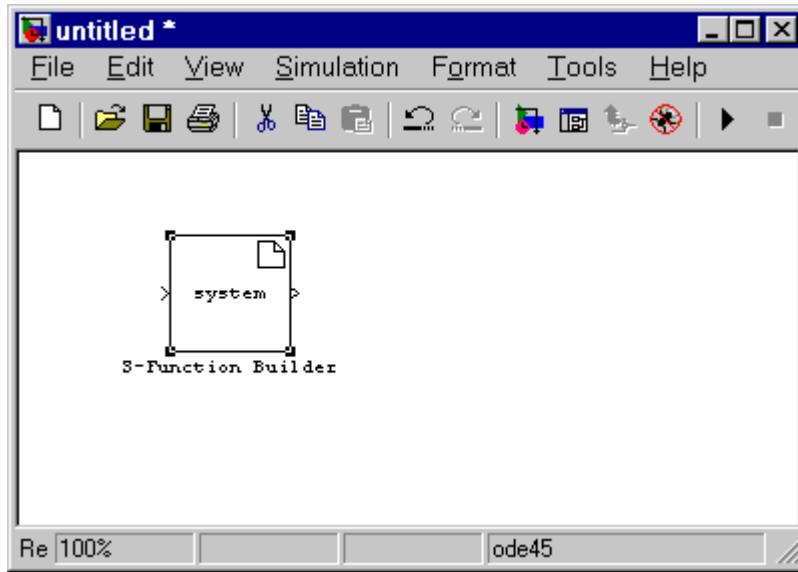 untitled *
File Edit View Simulation Format Tools Help
system
S-Function Builder
Re 100% ode45